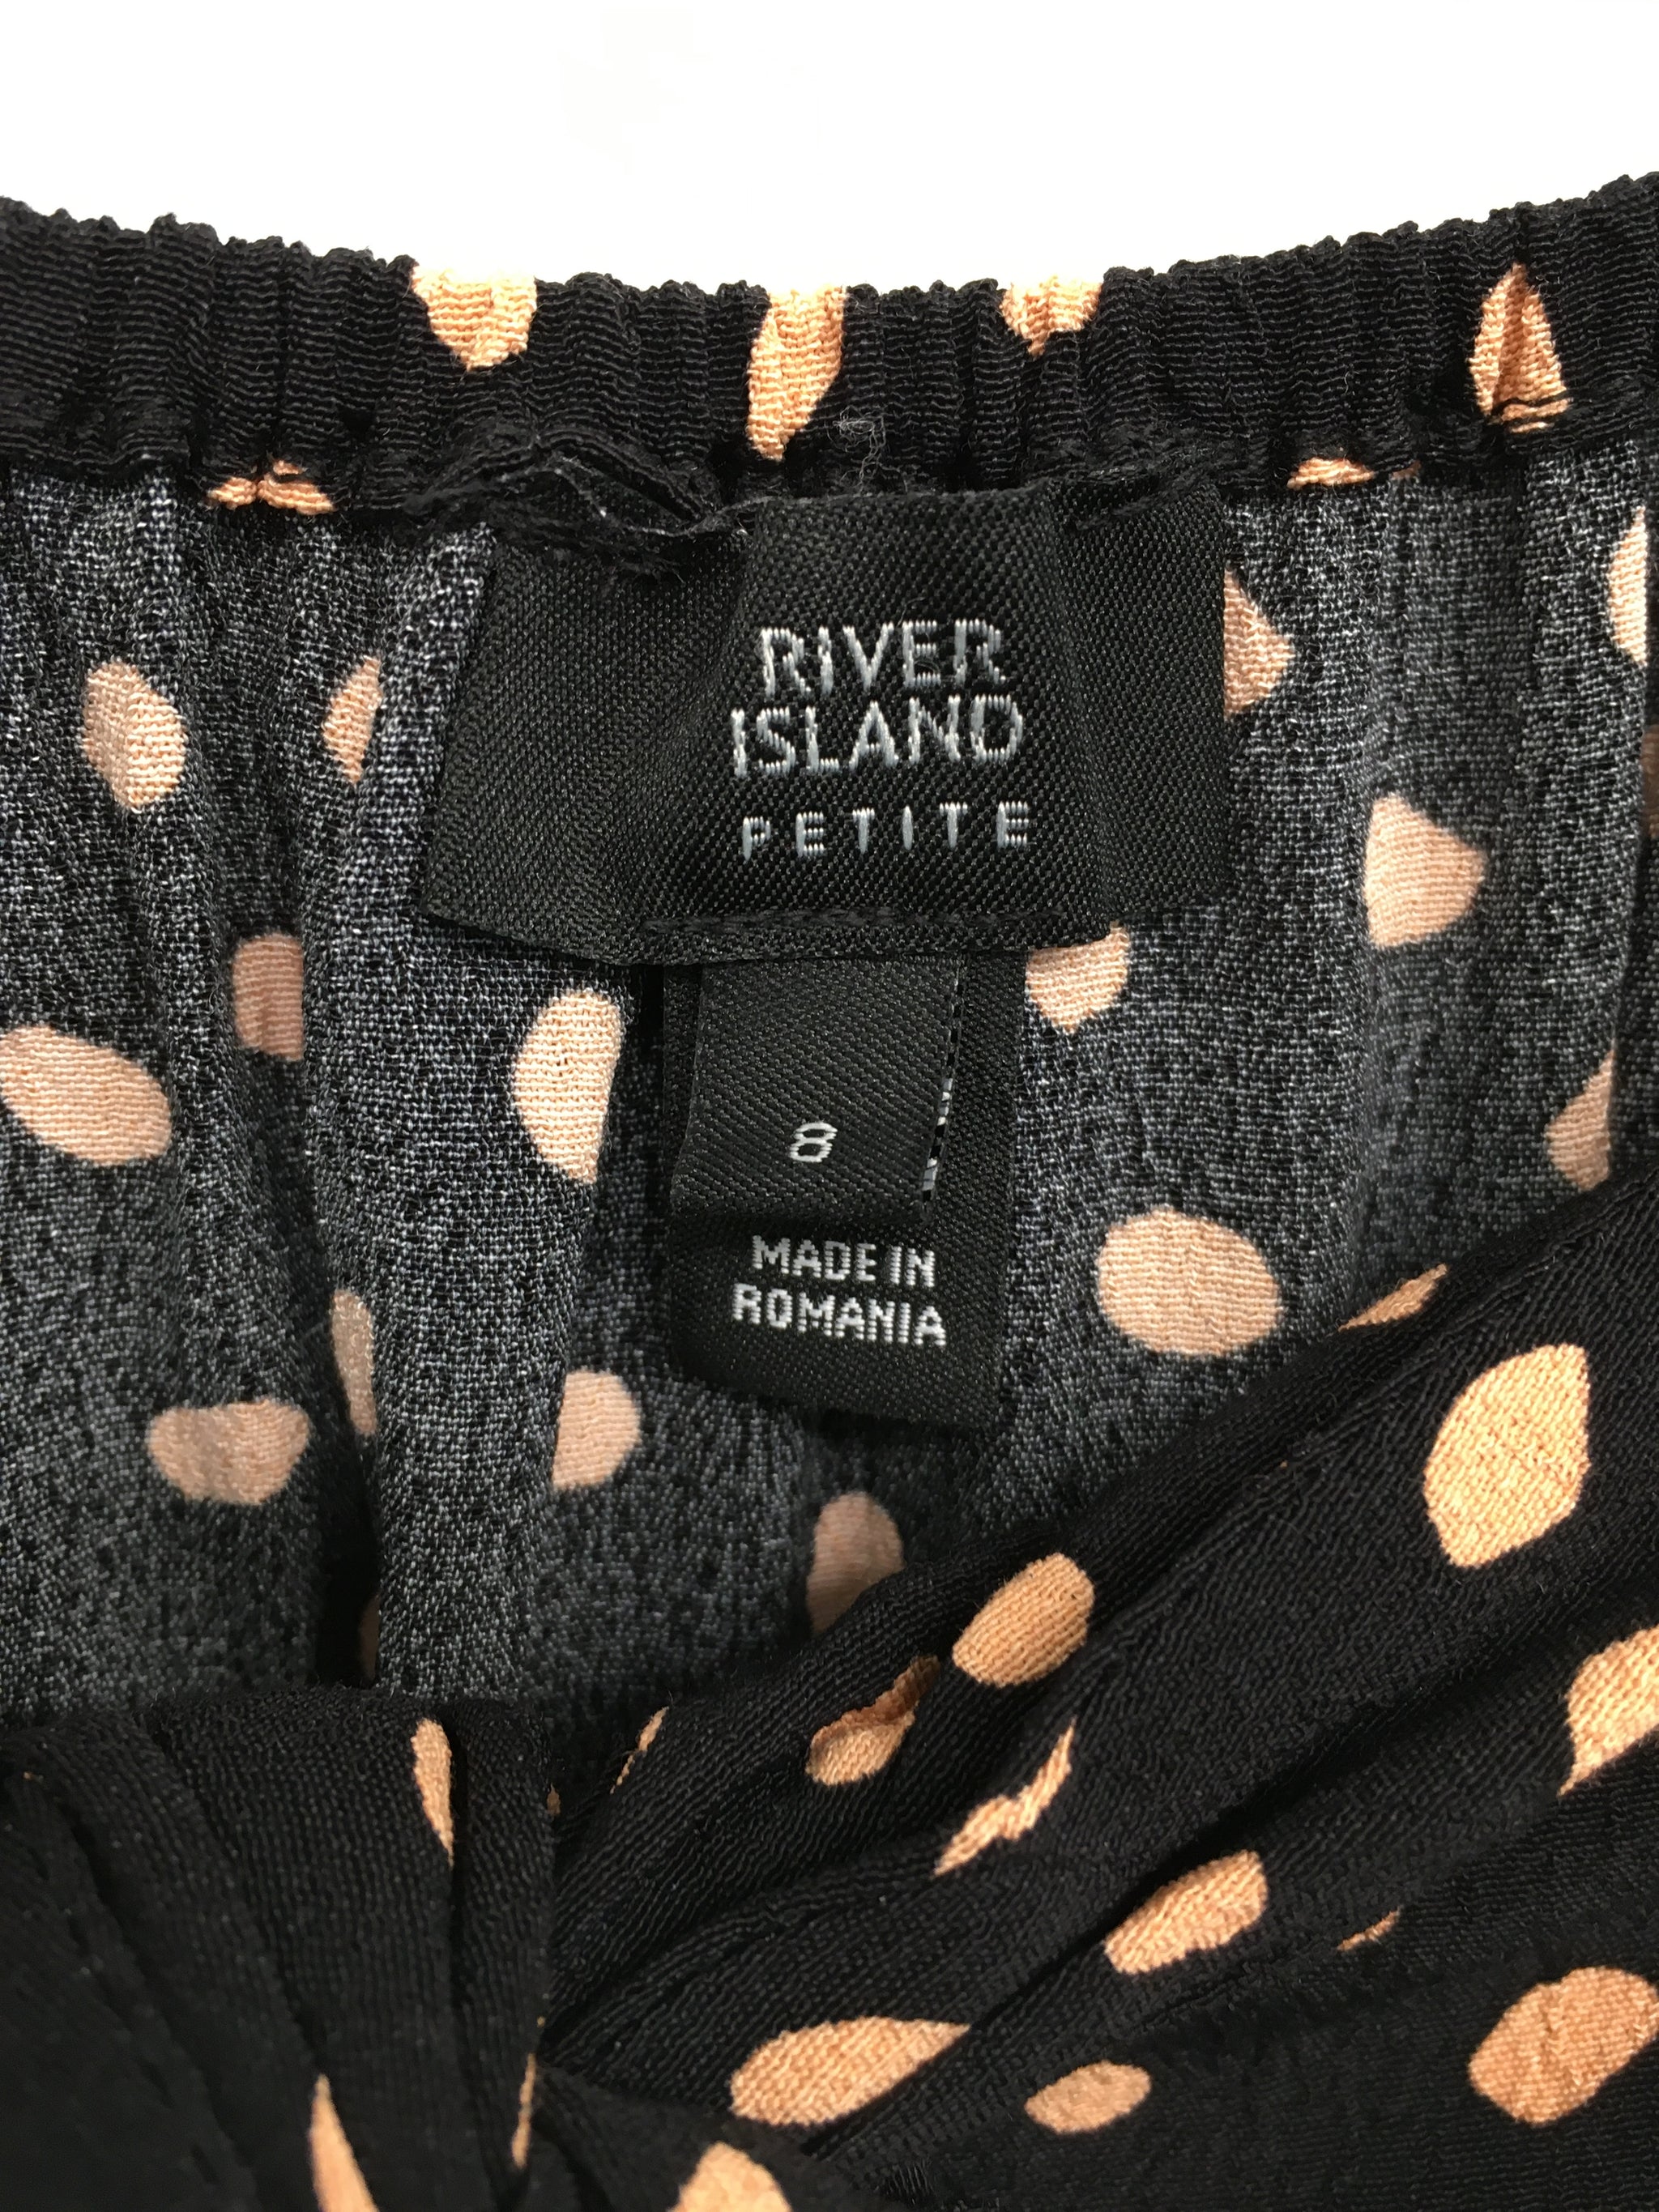 RIVER
ISLAND
PETITE
8
MADE IN
ROMANIA